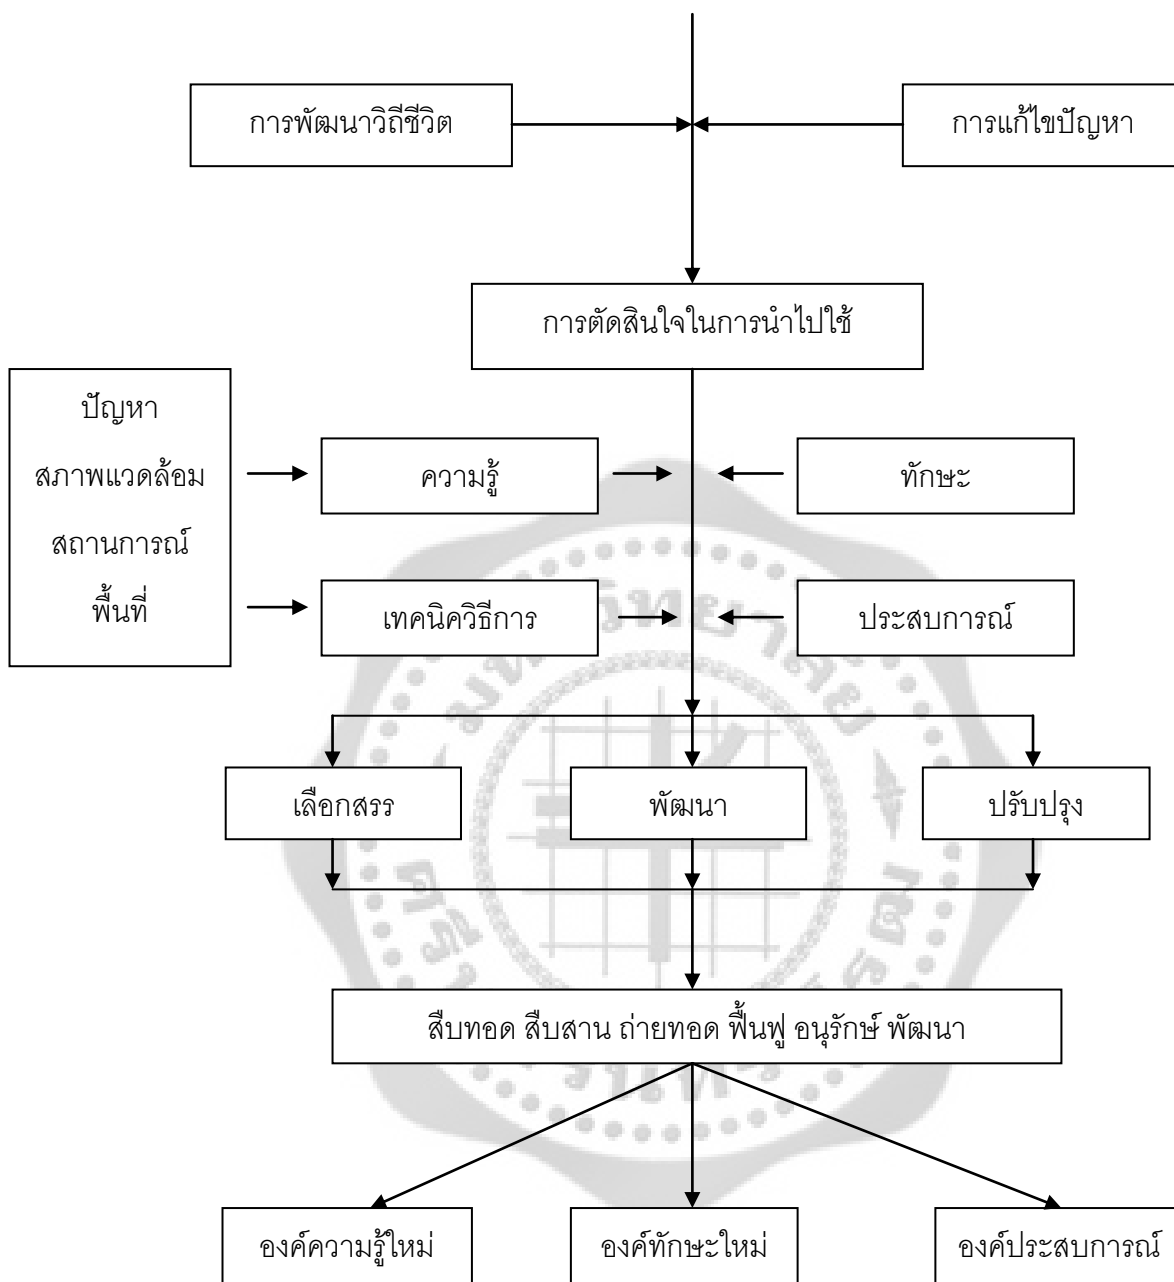 การพัฒนาวิถีชีวิต
การแก้ไขปัญหา
การตัดสินใจในการนำไปใช้
ปัญหา
สภาพแวดล้อม
สถานการณ์
พื้นที่
ความรู้
ทักษะ
เทคนิควิธีการ
ประสบการณ์
เลือกสรร
พัฒนา
ปรับปรุง
สืบทอด สืบสาน ถ่ายทอด ฟื้นฟู อนุรักษ์ พัฒนา
องค์ความรู้ใหม่
องค์ทักษะใหม่
องค์ประสบการณ์